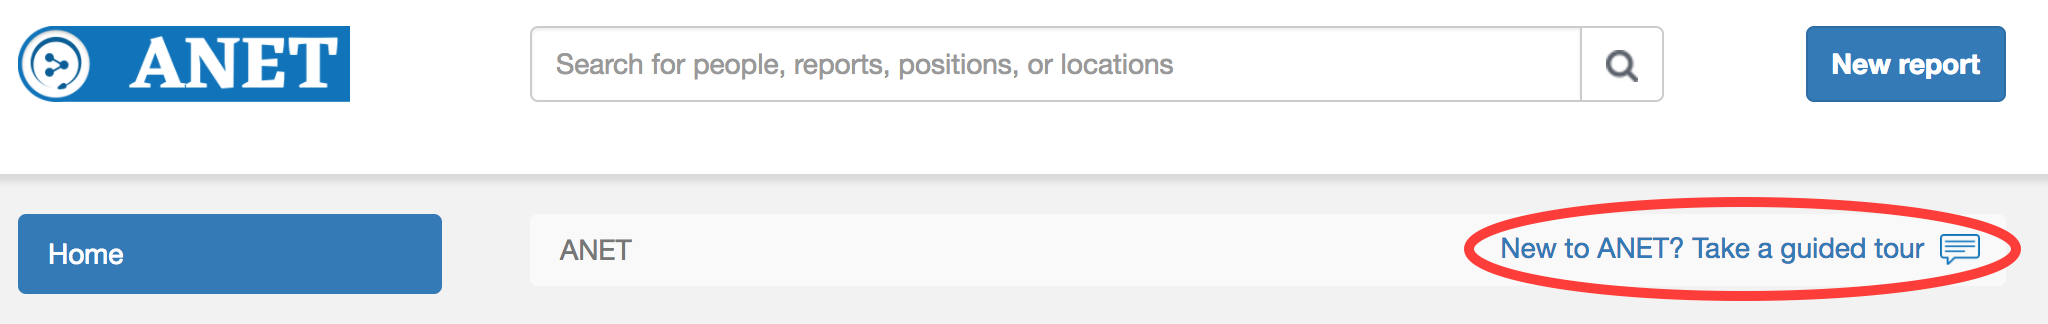 ANET
Search for people, reports, positions, or locations
New report
Home
ANET
New to ANET? Take a guided tour